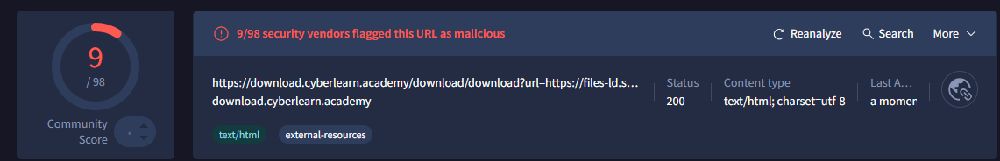 9
/ 98
Community
Score
9/98 security vendors flagged this URL as malicious
Reanalyze
Search
More
https://download.cyberlearn.academy/download/download?url=https://files-ld.s…
download.cyberlearn.academy
Status
200
Content type
text/html; charset=utf-8
Last A…
a momer
text/html
external-resources